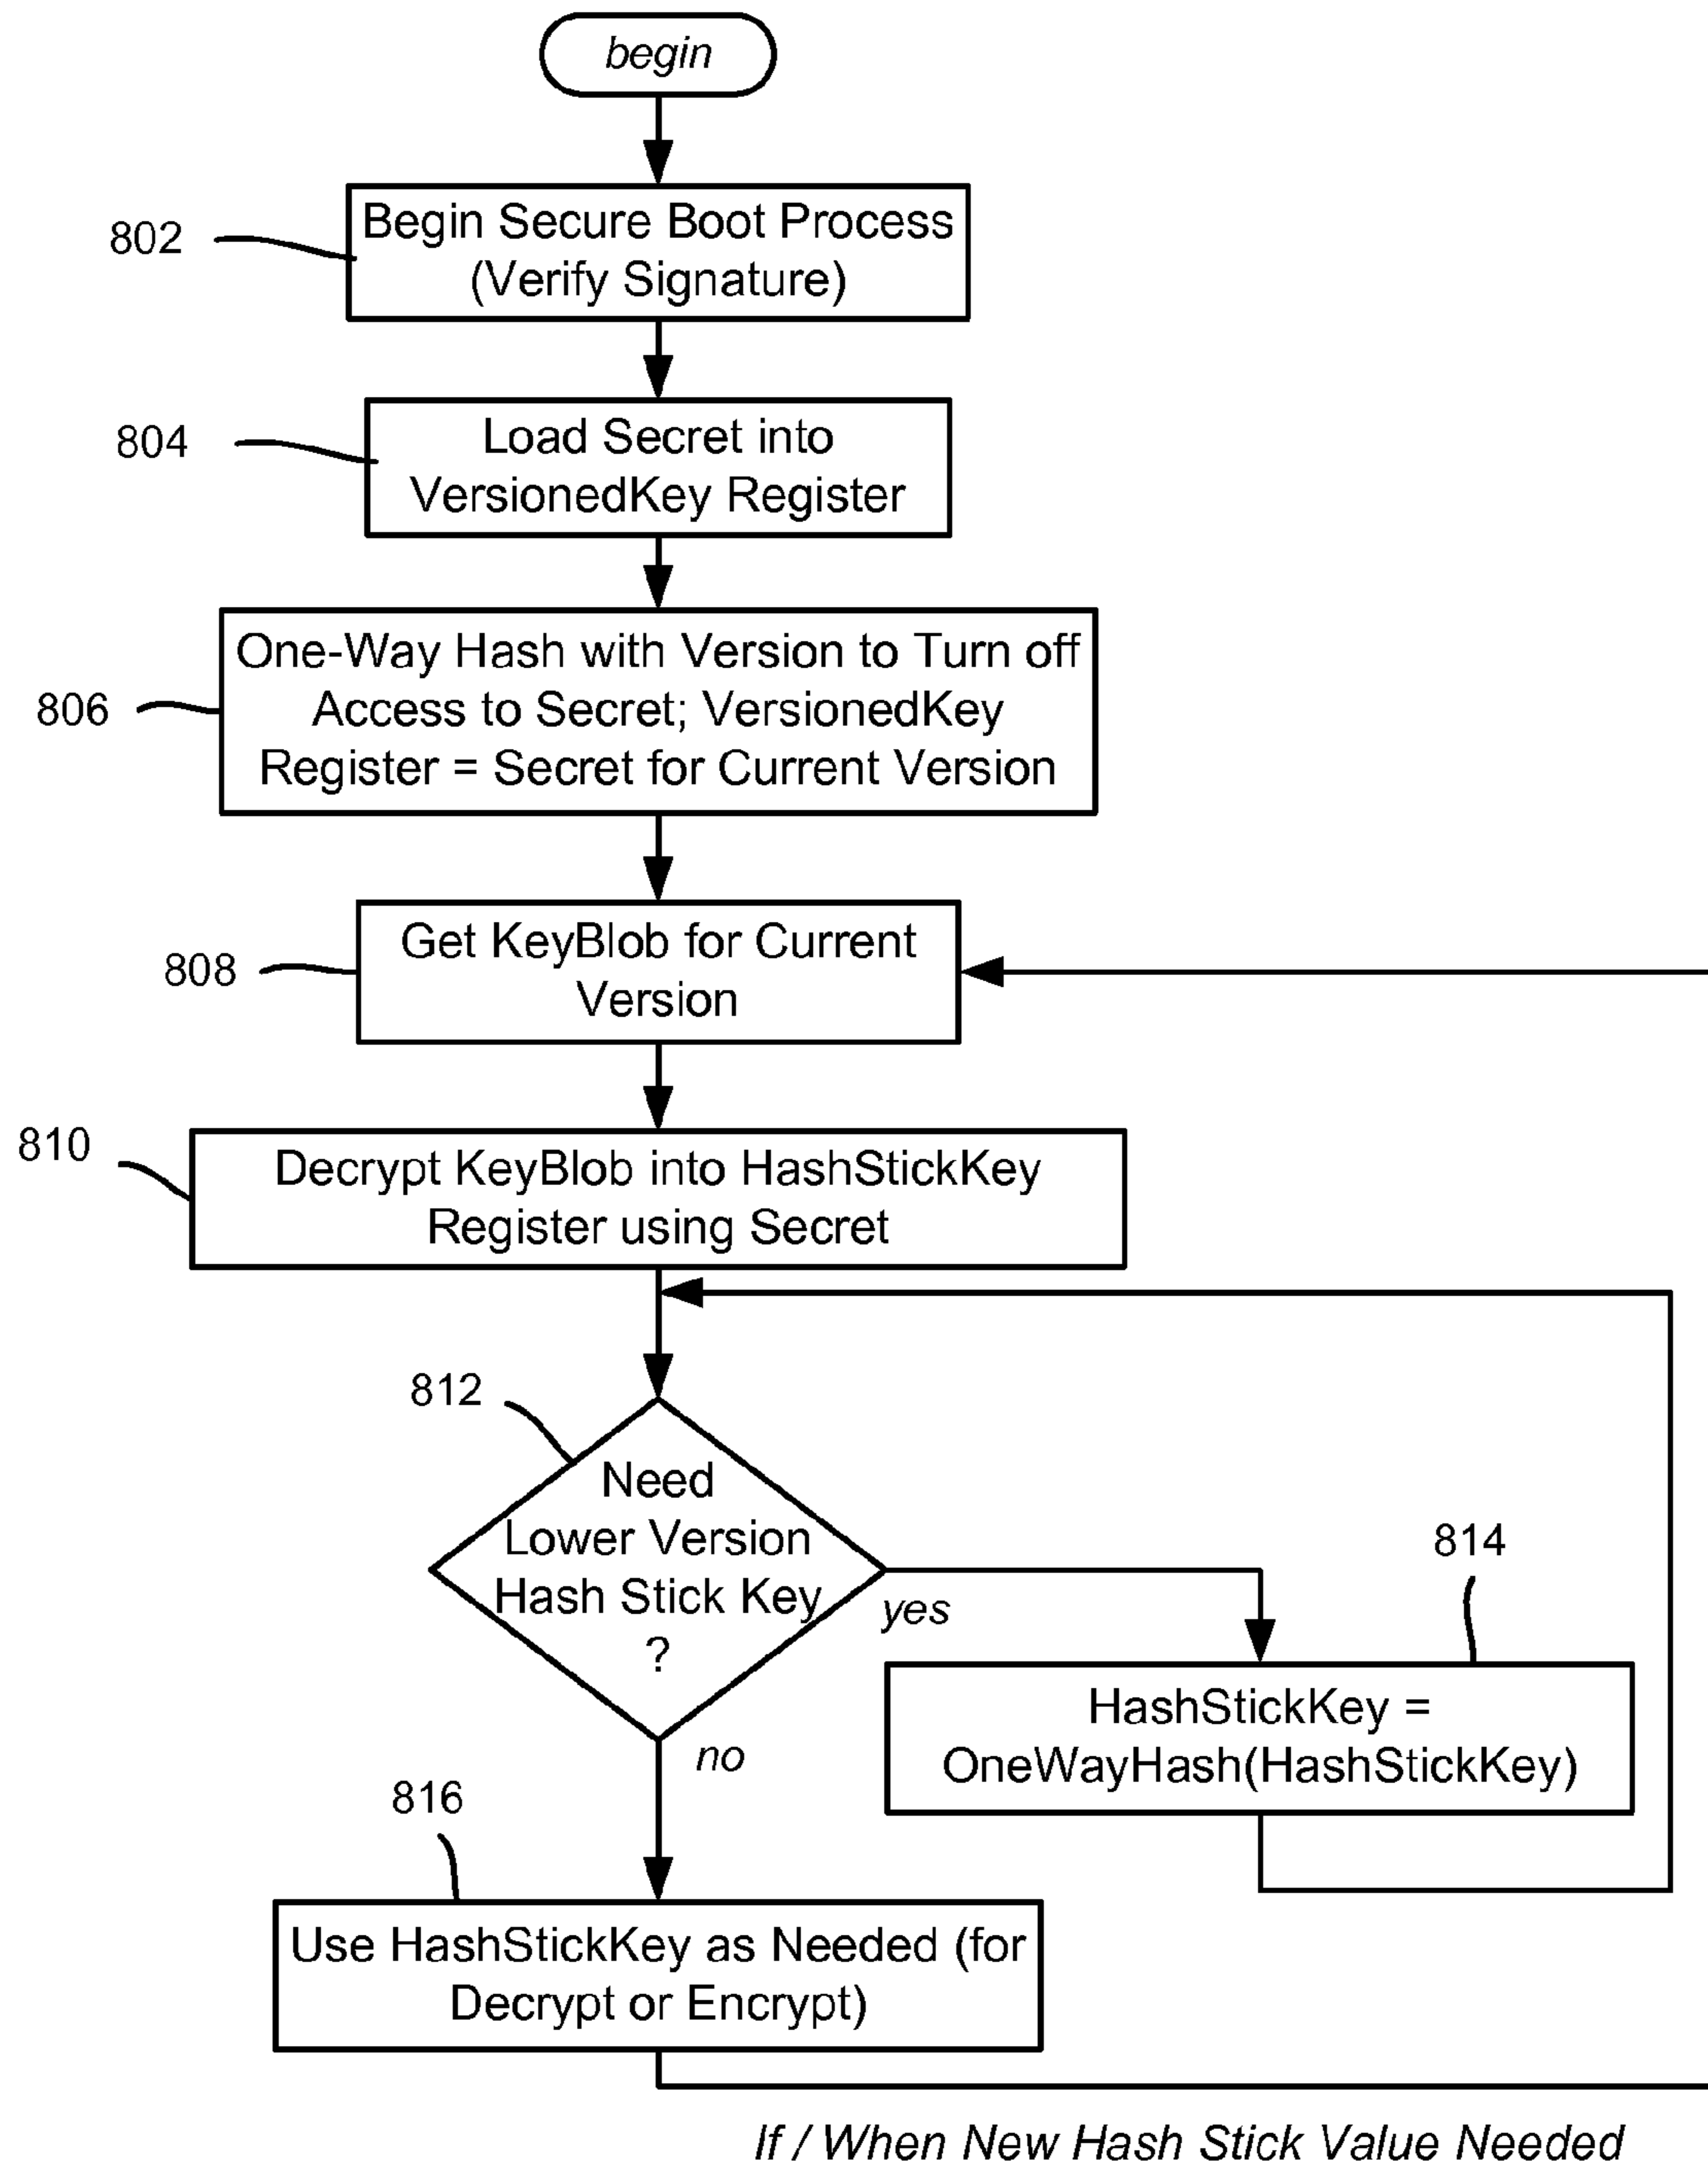 begin
802
Begin Secure Boot Process
(Verify Signature)
804
Load Secret into
VersionedKey Register
806
One-Way Hash with Version to Turn off
Access to Secret; VersionedKey
Register = Secret for Current Version
808
Get KeyBlob for Current
Version
810
Decrypt KeyBlob into HashStickKey
Register using Secret
812
Need
Lower Version
Hash Stick Key
?
yes
no
814
HashStickKey =
OneWayHash(HashStickKey)
816
Use HashStickKey as Needed (for
Decrypt or Encrypt)
If / When New Hash Stick Value Needed